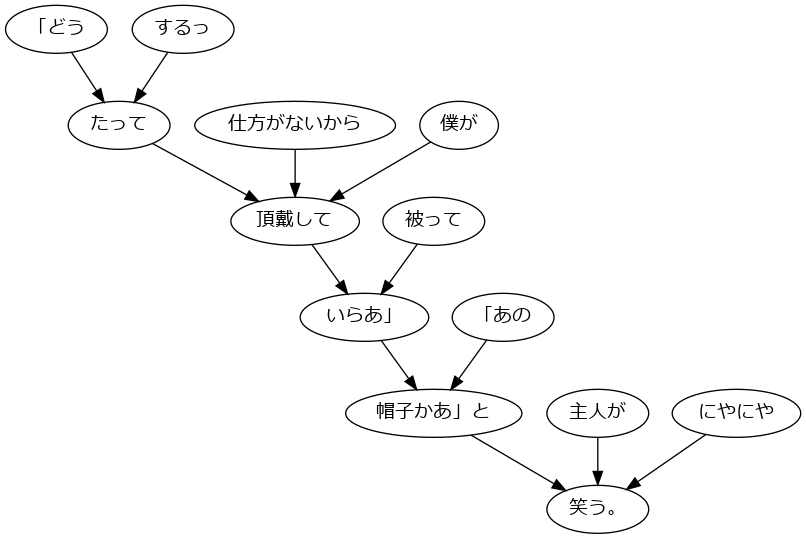 「どう
するっ
たって
仕方がないから
僕が
頂戴して
被って
いらあ」
「あの
帽子かあ」と
主人が
にやにや
笑う。